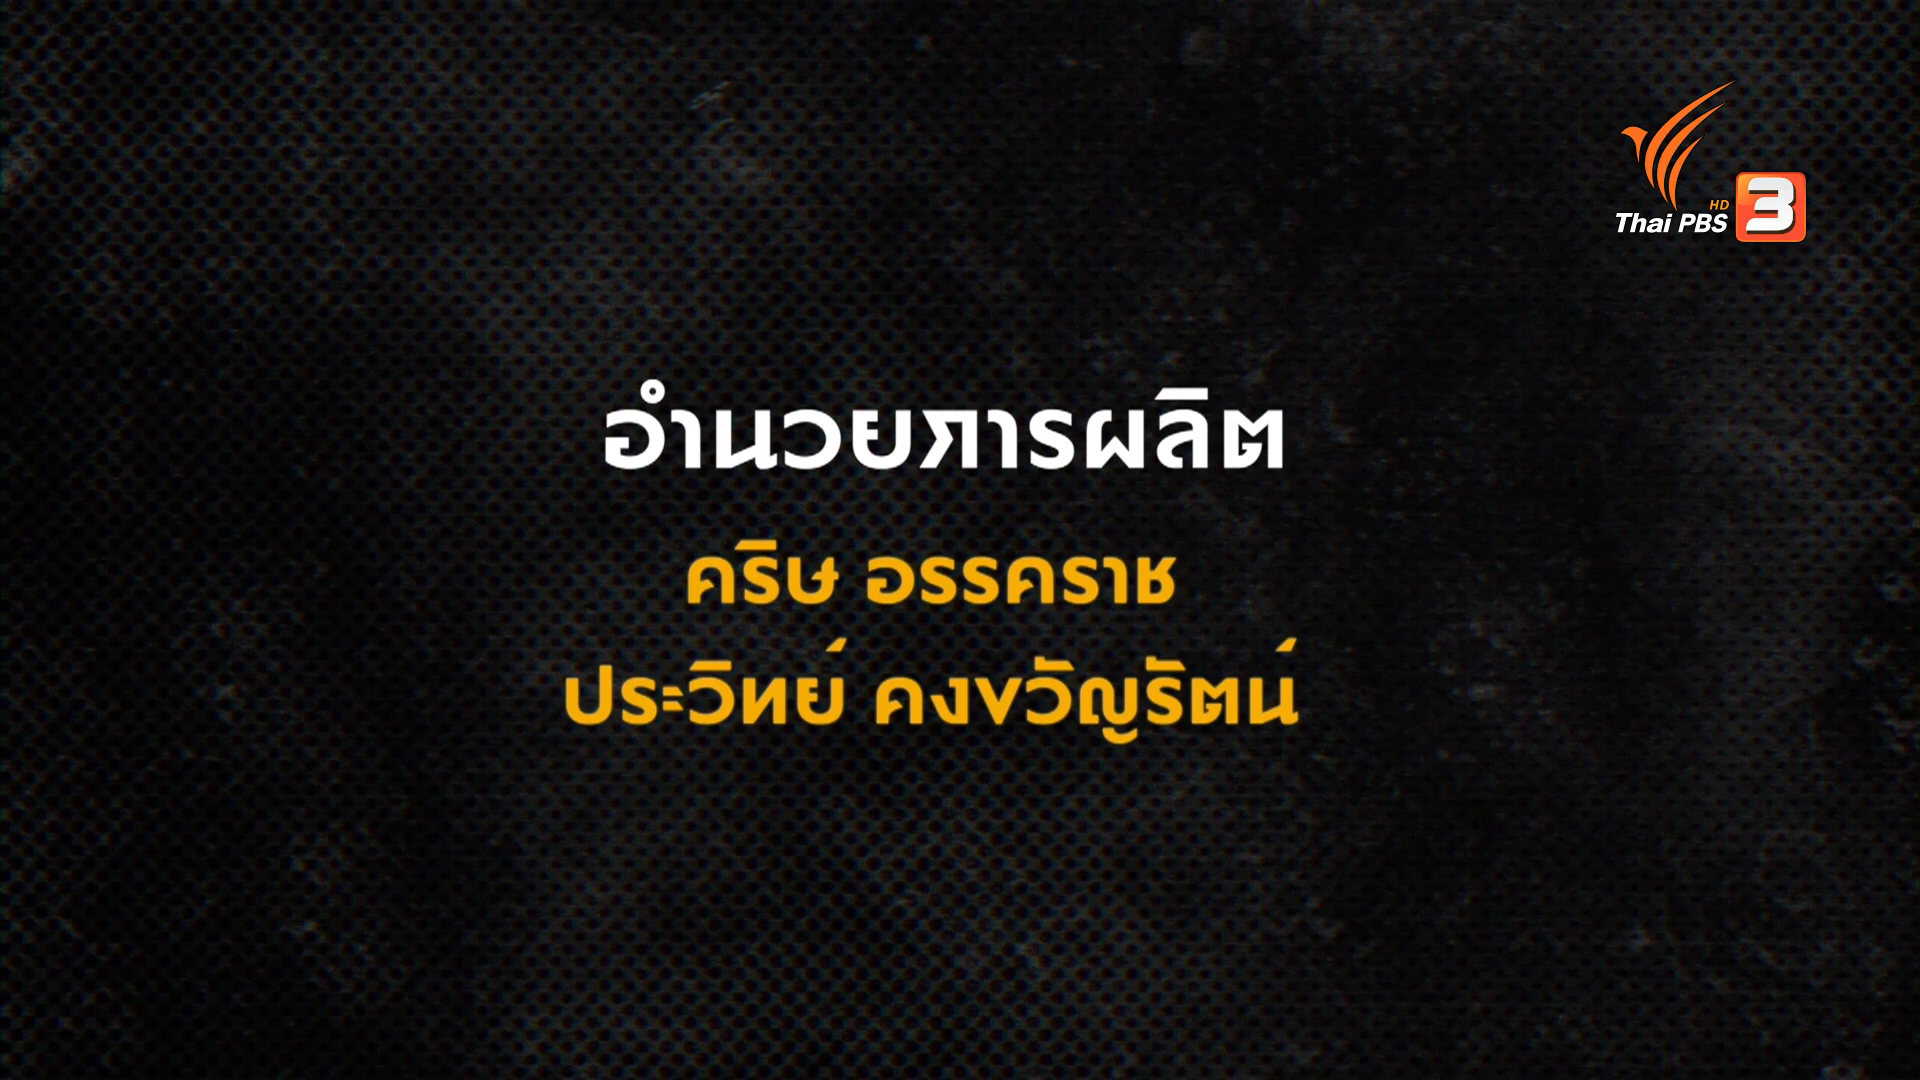 HD
Thai PBS 3
อำนวยการผลิต
คริษ อรรคราช
ประวิทย์ คงขวัญรัตน์